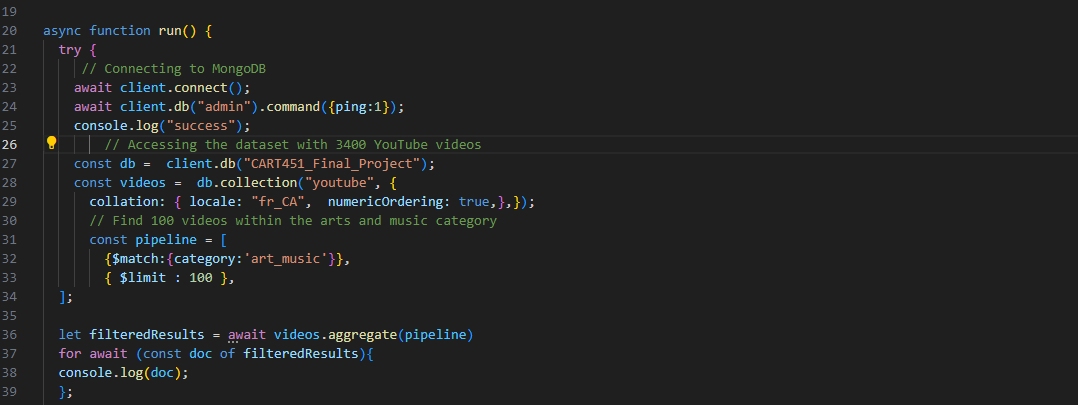 19
20 async function run() {
21 try {
22 // Connecting to MongoDB
23 await client.connect();
24 await client.db("admin").command({ping:1});
25 console.log("success");
26 // Accessing the dataset with 3400 YouTube videos
27 const db =  client.db("CART451_Final_Project");
28 const videos =  db.collection("youtube", {
29 collation: { locale: "fr_CA",  numericOrdering: true,},});
30 // Find 100 videos within the arts and music category
31 const pipeline = [
32 {$match:{category:'art_music'}},
33 { $limit : 100 },
34 ];
35
36 let filteredResults = await videos.aggregate(pipeline)
37 for await (const doc of filteredResults){
38 console.log(doc);
39 };